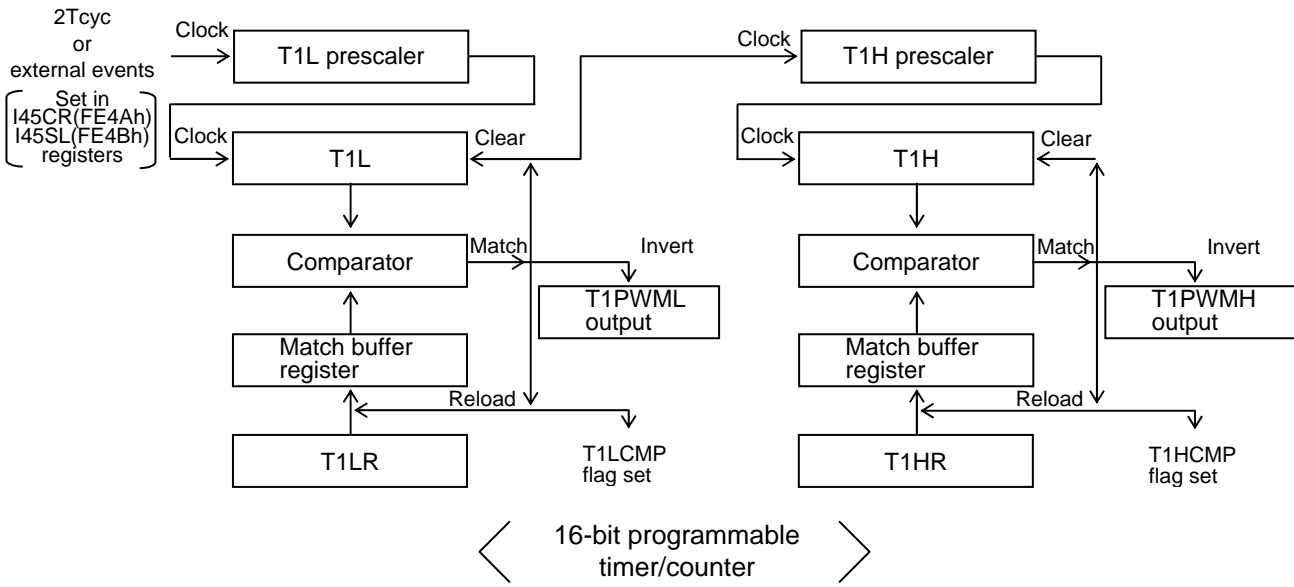 2Tcyc
or
external events
Set in
I45CR(FE4Ah)
I45SL(FE4Bh)
registers
Clock
T1L prescaler
Clock
T1L
Clear
Comparator
Match
Invert
T1PWML
output
Match buffer
register
Reload
T1LR
T1LCMP
flag set
Clock
T1H prescaler
Clock
T1H
Clear
Comparator
Match
Invert
T1PWMH
output
Match buffer
register
Reload
T1HR
T1HCMP
flag set
16-bit programmable
timer/counter